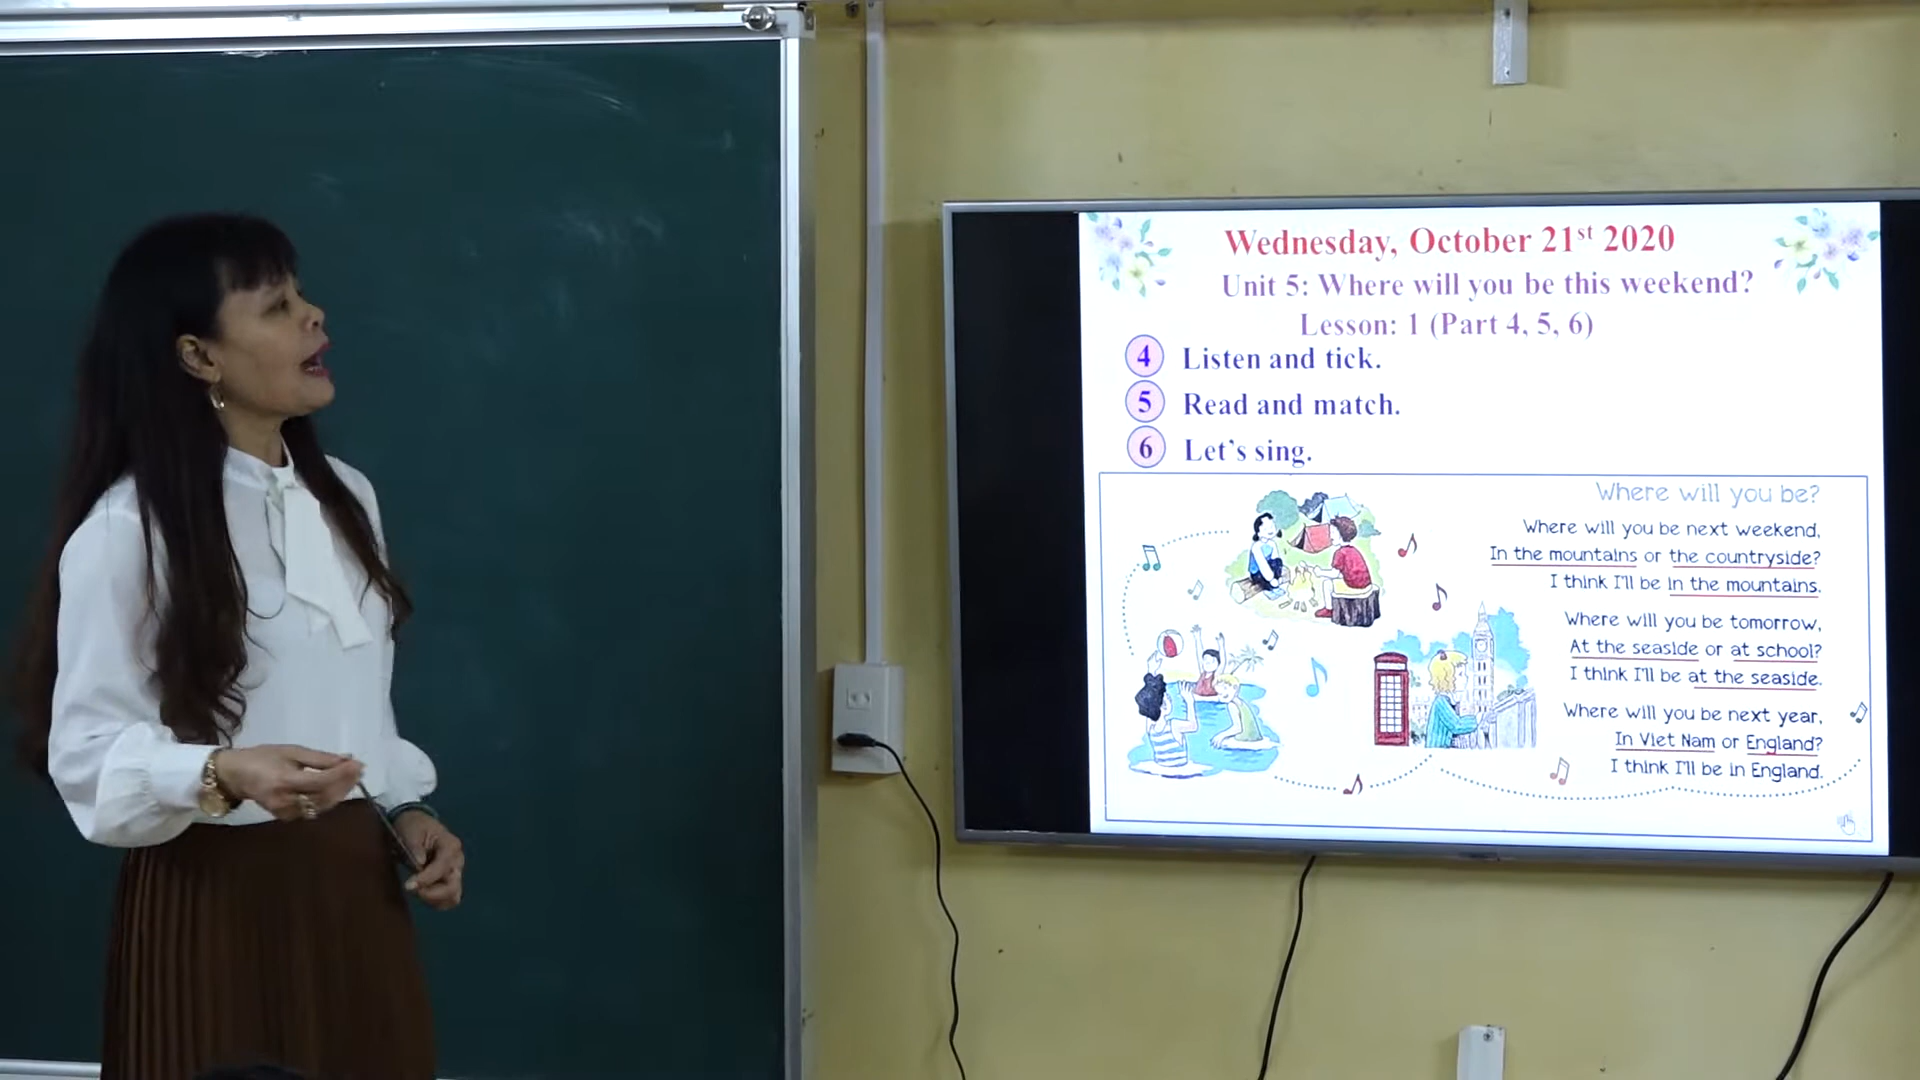 Wednesday, October 21st 2020
Unit 5: Where will you be this weekend?
Lesson: 1 (Part 4, 5, 6)
4 Listen and tick.
5 Read and match.
6 Let's sing.
Where will you be?
Where will you be next weekend,
In the mountains or the countryside?
I think I'll be in the mountains.
Where will you be tomorrow,
At the seaside or at school?
I think I'll be at the seaside.
Where will you be next year,
In Viet Nam or England?
I think I'll be in England.